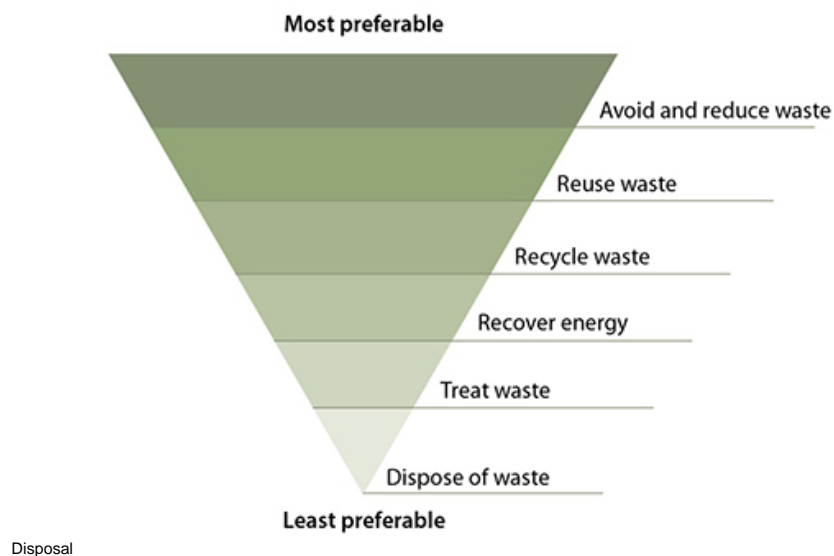 Most preferable
Avoid and reduce waste
Reuse waste
Recycle waste
Recover energy
Treat waste
Dispose of waste
Least preferable
Disposal